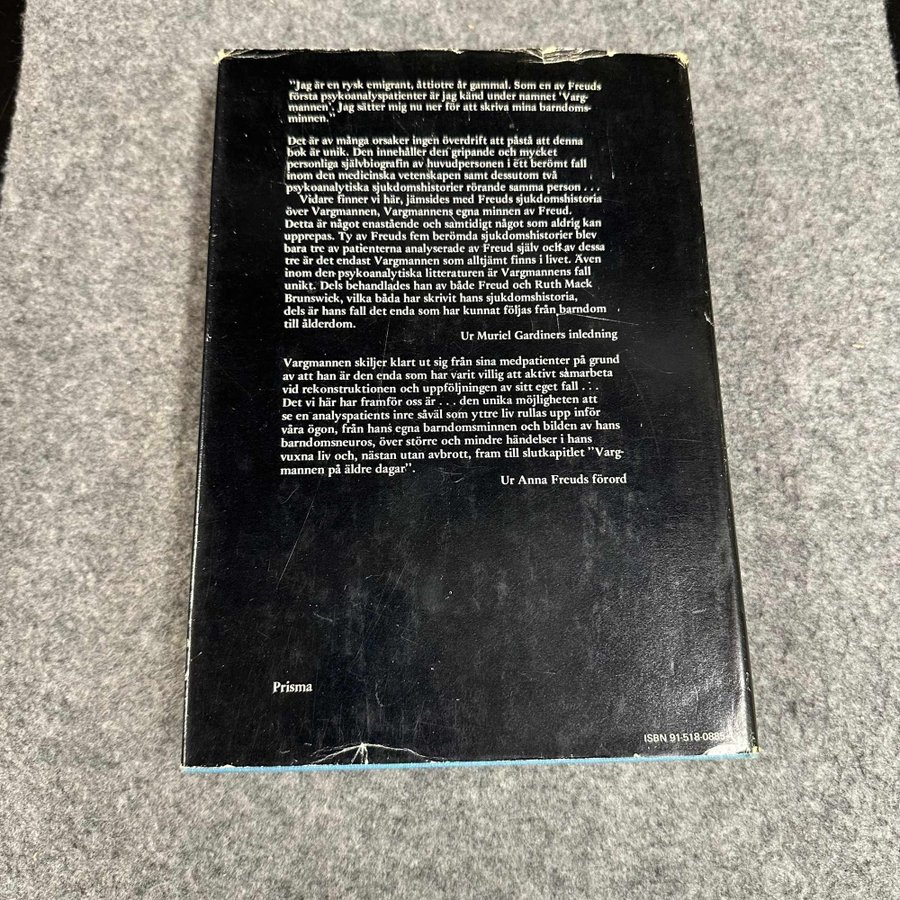 "Jag är en rysk emigrant, åttiotre år gammal. Som en av Freuds
första psykoanalyspatienter är jag känd under namnet 'Varg-
mannen'. Jag sätter mig nu ner för att skriva mina barndoms-
minnen."
Det är av många orsaker ingen överdrift att påstå att denna
bok är unik. Den innehåller den gripande och mycket
personliga självbiografin av huvudpersonen i ett berömt fall
inom den medicinska vetenskapen samt dessutom två
psykoanalytiska sjukdomshistorier rörande samma person . . .
Vidare finner vi här, jämsides med Freuds sjukdomshistoria
över Vargmannen, Vargmannens egna minnen av Freud.
Detta är något enastående och samtidigt något som aldrig kan
upprepas. Ty av Freuds fem berömda sjukdomshistorier blev
bara tre av patienterna analyserade av Freud själv och av dessa
tre är det endast Vargmannen som alltjämt finns i livet. Även
inom den psykoanalytiska litteraturen är Vargmannens fall
unikt. Dels behandlades han av både Freud och Ruth Mack
Brunswick, vilka båda har skrivit hans sjukdomshistoria,
dels är hans fall det enda som har kunnat följas från barndom
till ålderdom.
Ur Muriel Gardiners inledning
Vargmannen skiljer klart ut sig från sina medpatienter på grund
av att han är den enda som har varit villig att aktivt samarbeta
vid rekonstruktionen och uppföljningen av sitt eget fall . . .
Det vi här har framför oss är . . . den unika möjligheten att
se en analyspatients inre såväl som yttre liv rullas upp inför
våra ögon, från hans egna barndomsminnen och bilden av hans
barndomsneuros, över större och mindre händelser i hans
vuxna liv och, nästan utan avbrott, fram till slutkapitlet "Varg-
mannen på äldre dagar".
Ur Anna Freuds förord
Prisma
ISBN 91-518-0885-